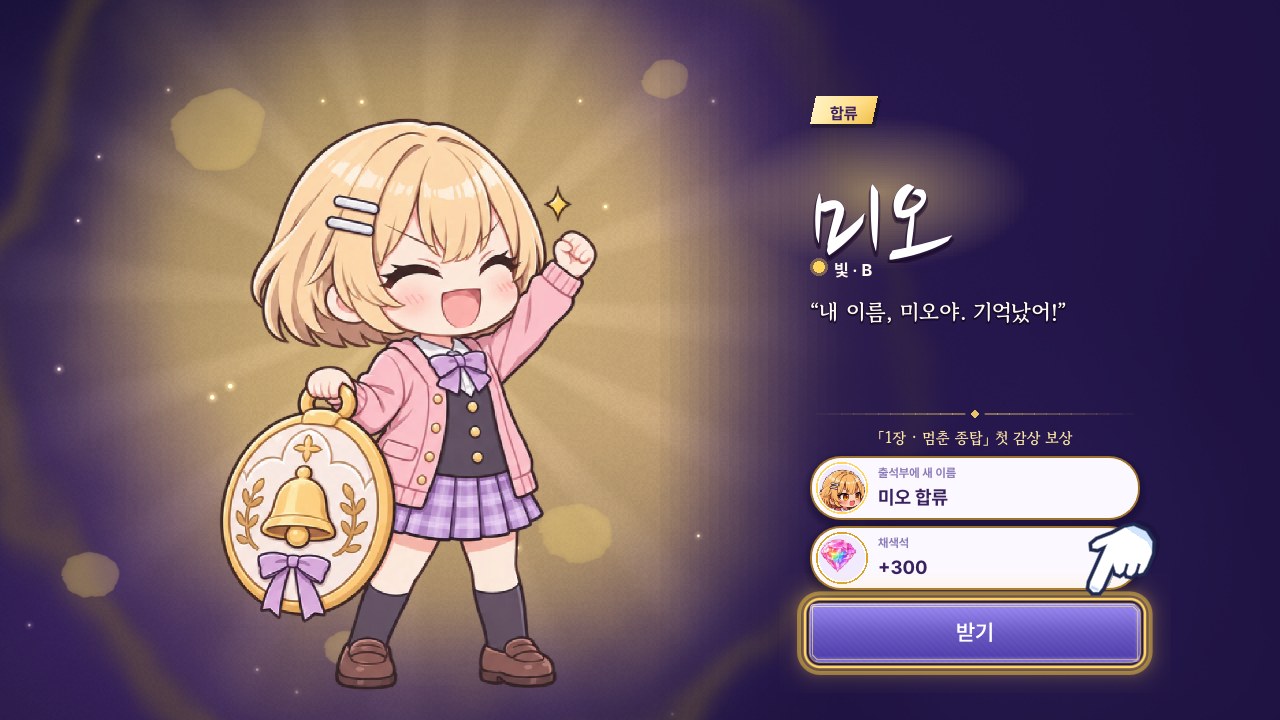 합류
미오
빛 · B
“내 이름, 미오야. 기억났어!”
「1장 · 멈춘 종탑」 첫 감상 보상
출석부에 새 이름
미오 합류
채색석
+300
받기